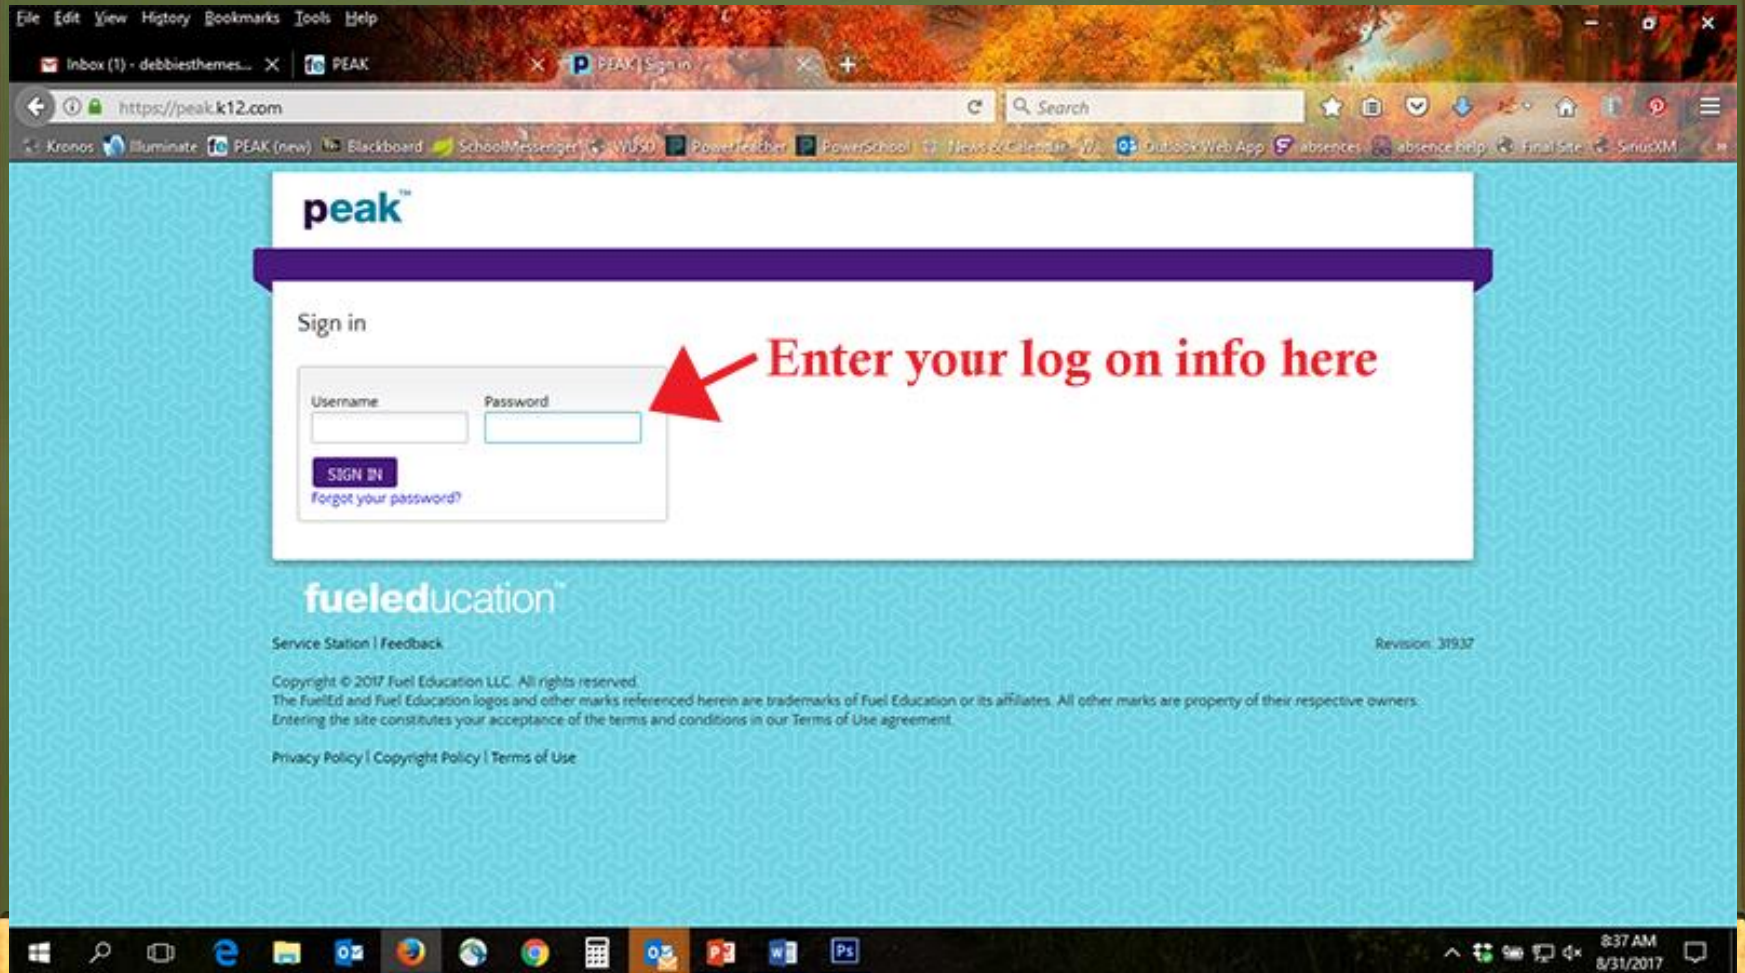 File Edit View History Bookmarks Tools Help
Inbox (1) - debbiesthemes... PEAK PEAK | Sign in
https://peak.k12.com Search
Kronos Illuminate PEAK (new) Blackboard SchoolMessenger WUSD PowerTeacher PowerSchool News & Calendar - W... Outlook Web App absences absence help Final Site SiriusXM
peak™
Sign in
Enter your log on info here
Username Password
SIGN IN
Forgot your password?
fueleducation™
Service Station | Feedback Revision: 31937
Copyright © 2017 Fuel Education LLC. All rights reserved.
The FuelEd and Fuel Education logos and other marks referenced herein are trademarks of Fuel Education or its affiliates. All other marks are property of their respective owners.
Entering the site constitutes your acceptance of the terms and conditions in our Terms of Use agreement.
Privacy Policy | Copyright Policy | Terms of Use
8:37 AM
8/31/2017